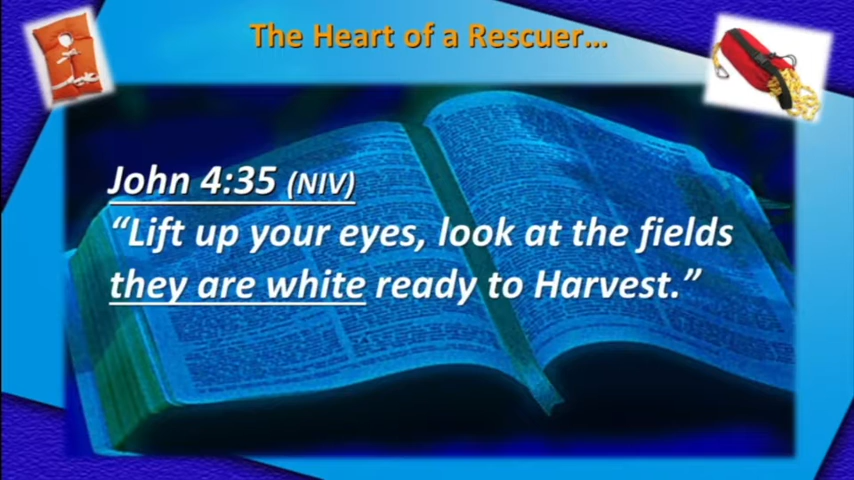 The Heart of a Rescuer...
John 4:35 (NIV)
“Lift up your eyes, look at the fields
they are white ready to Harvest.”